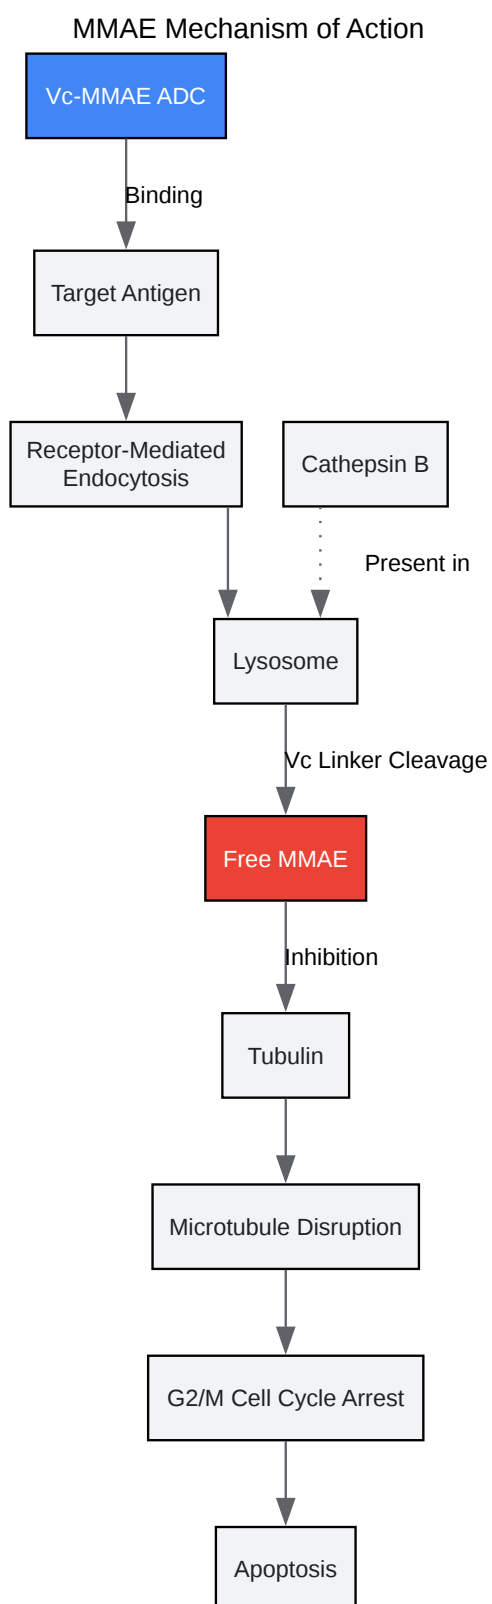 MMAE Mechanism of Action
Vc-MMAE ADC
Binding
Target Antigen
Receptor-Mediated
Endocytosis
Cathepsin B
Present in
Lysosome
Vc Linker Cleavage
Free MMAE
Inhibition
Tubulin
Microtubule Disruption
G2/M Cell Cycle Arrest
Apoptosis